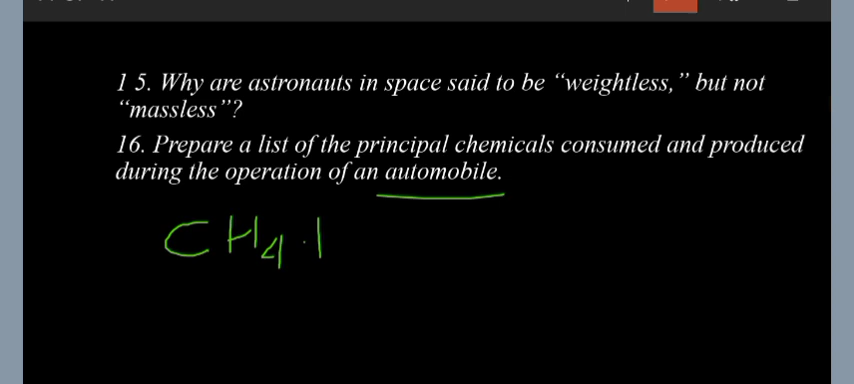 1 5. Why are astronauts in space said to be “weightless,” but not
“massless”?
16. Prepare a list of the principal chemicals consumed and produced
during the operation of an automobile.
CH4